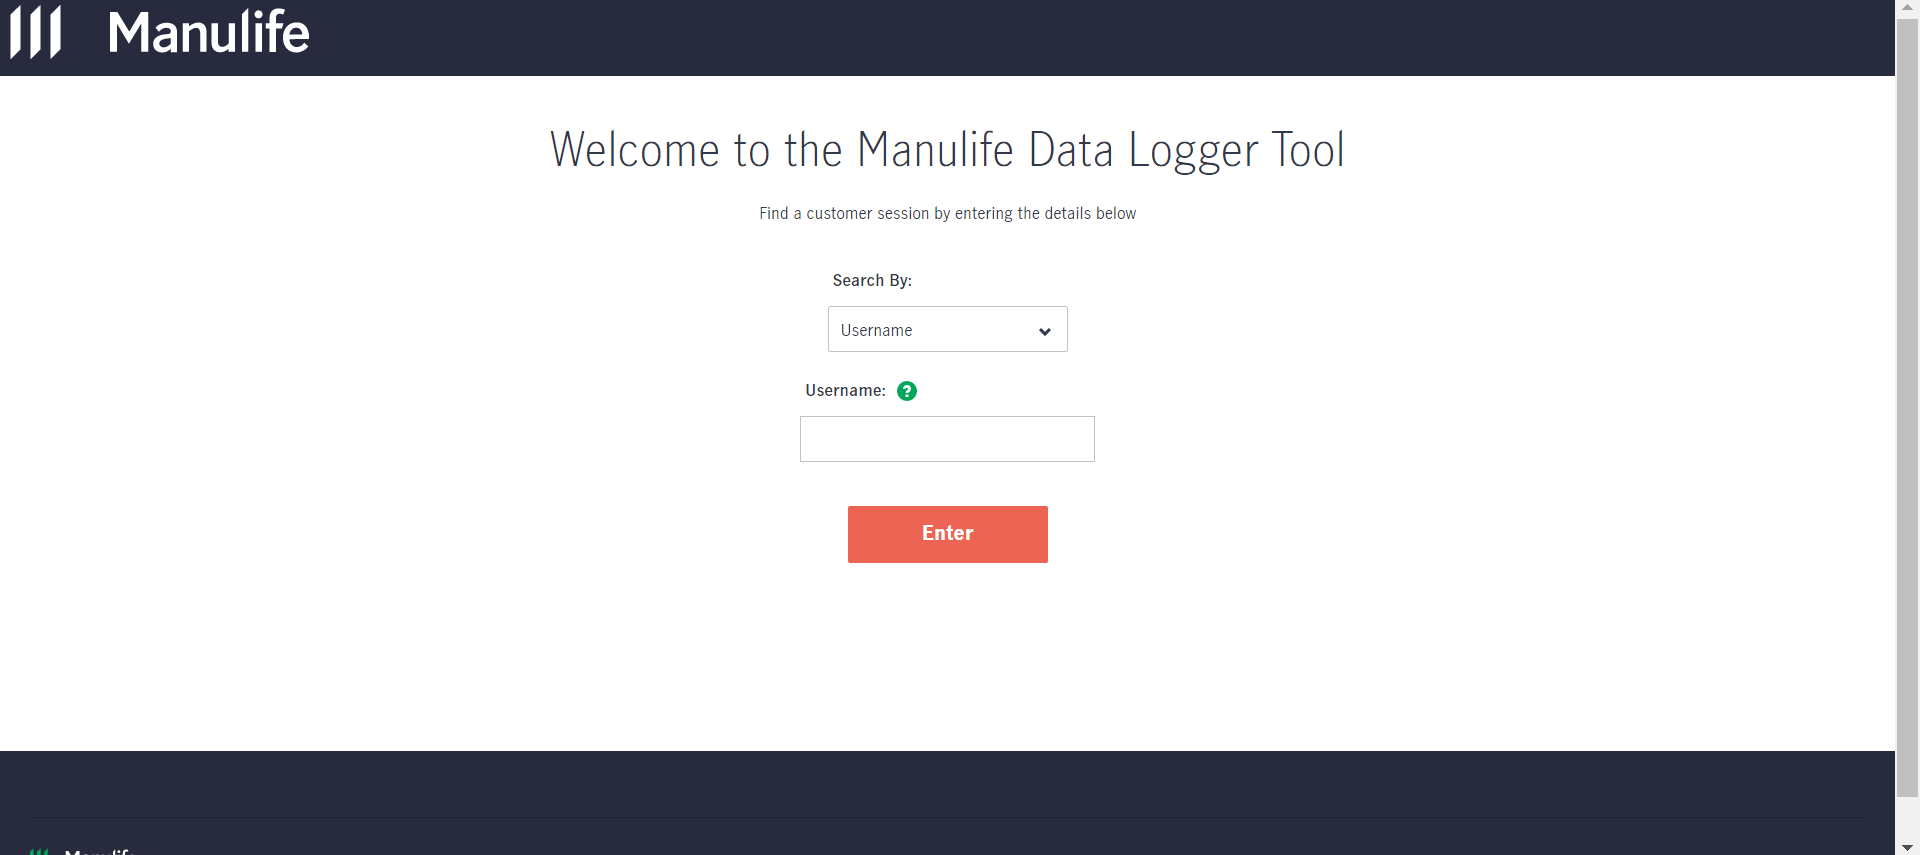 Manulife
Welcome to the Manulife Data Logger Tool
Find a customer session by entering the details below
Search By:
Username
Username: ?
Enter
Manulife